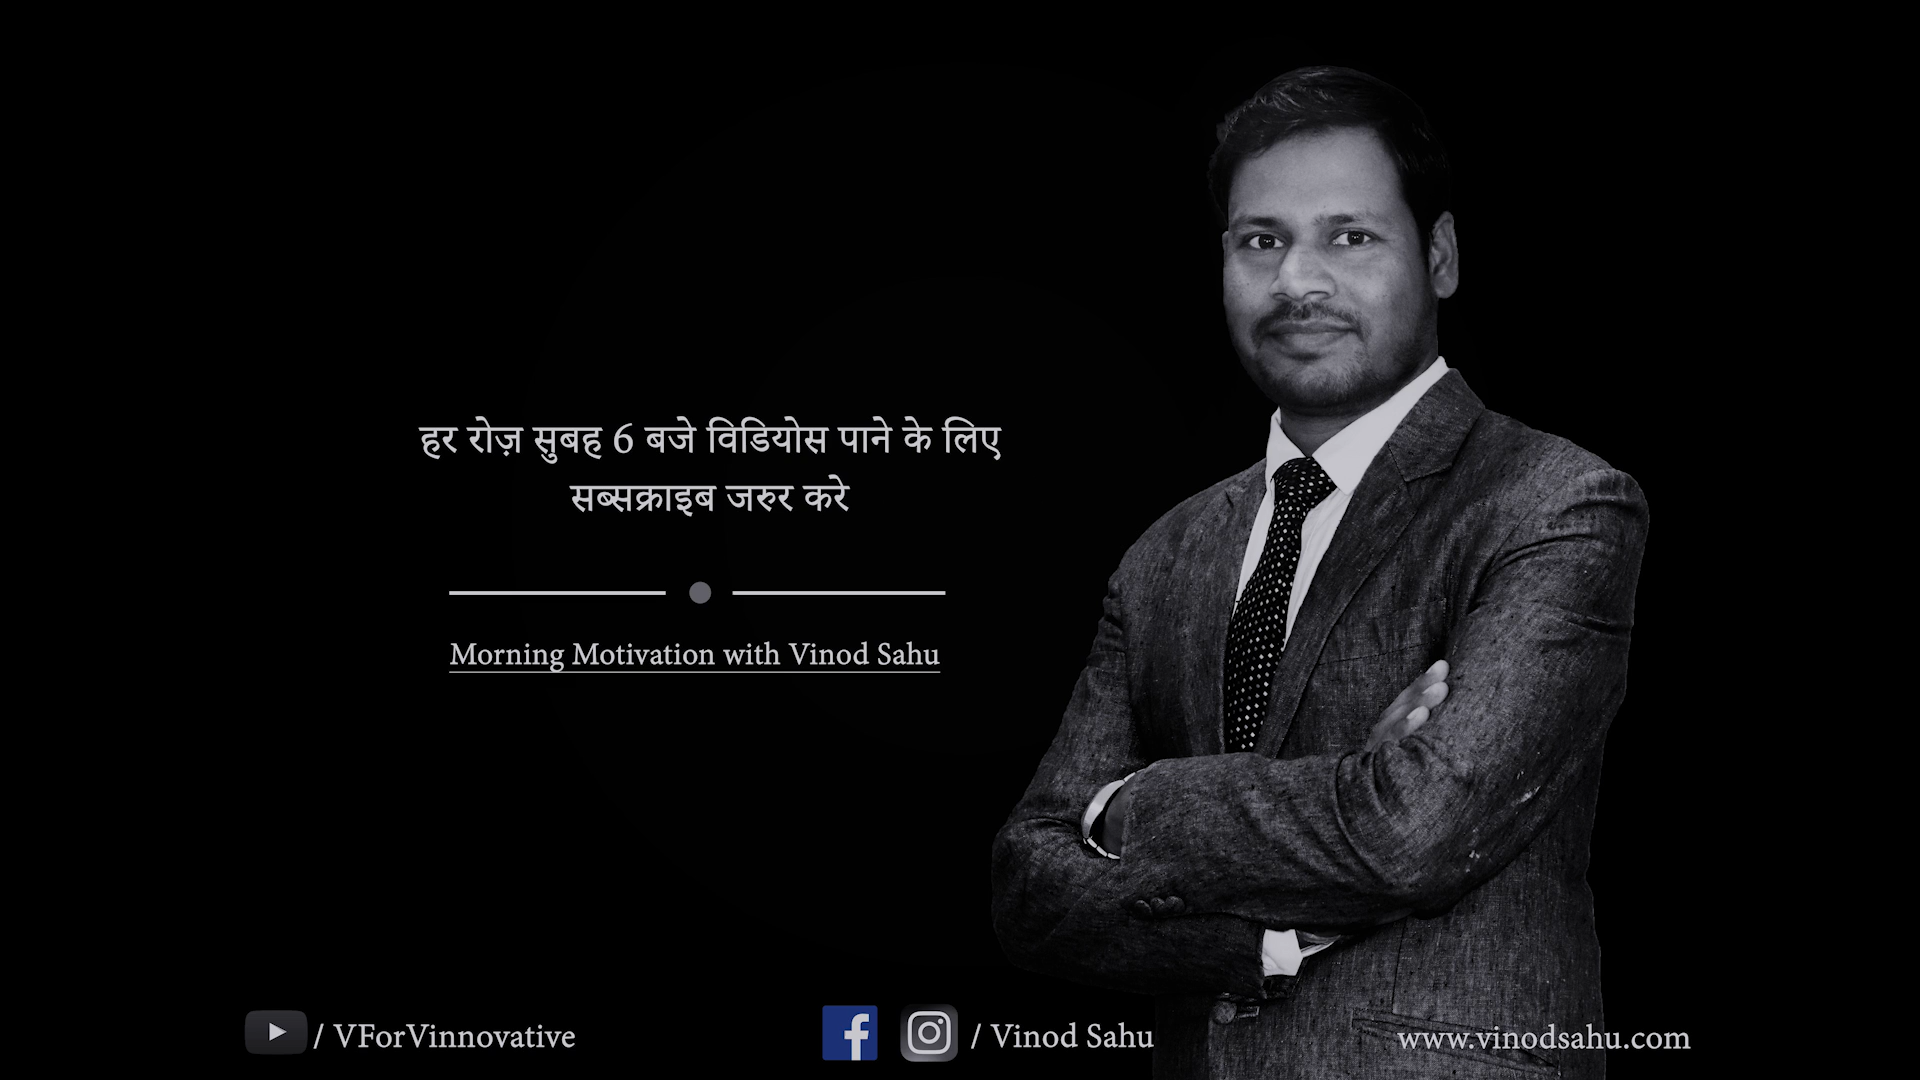 हर रोज़ सुबह 6 बजे विडियोस पाने के लिए
सब्सक्राइब जरुर करे
Morning Motivation with Vinod Sahu
/ VForVinnovative
/ Vinod Sahu
www.vinodsahu.com